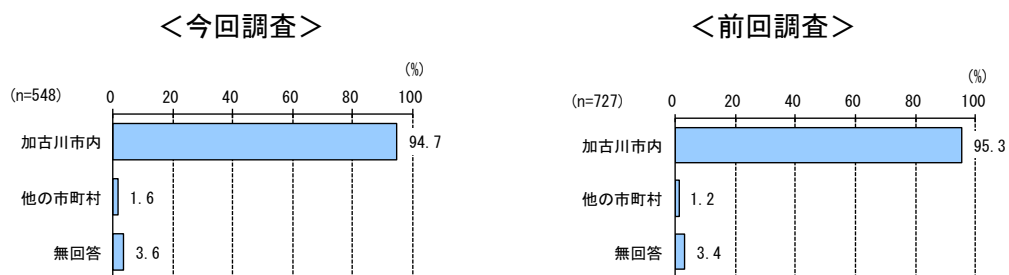 ＜今回調査＞
(%)
(n=548)
0 20 40 60 80 100
加古川市内 94.7
他の市町村 1.6
無回答 3.6
＜前回調査＞
(%)
(n=727)
0 20 40 60 80 100
加古川市内 95.3
他の市町村 1.2
無回答 3.4